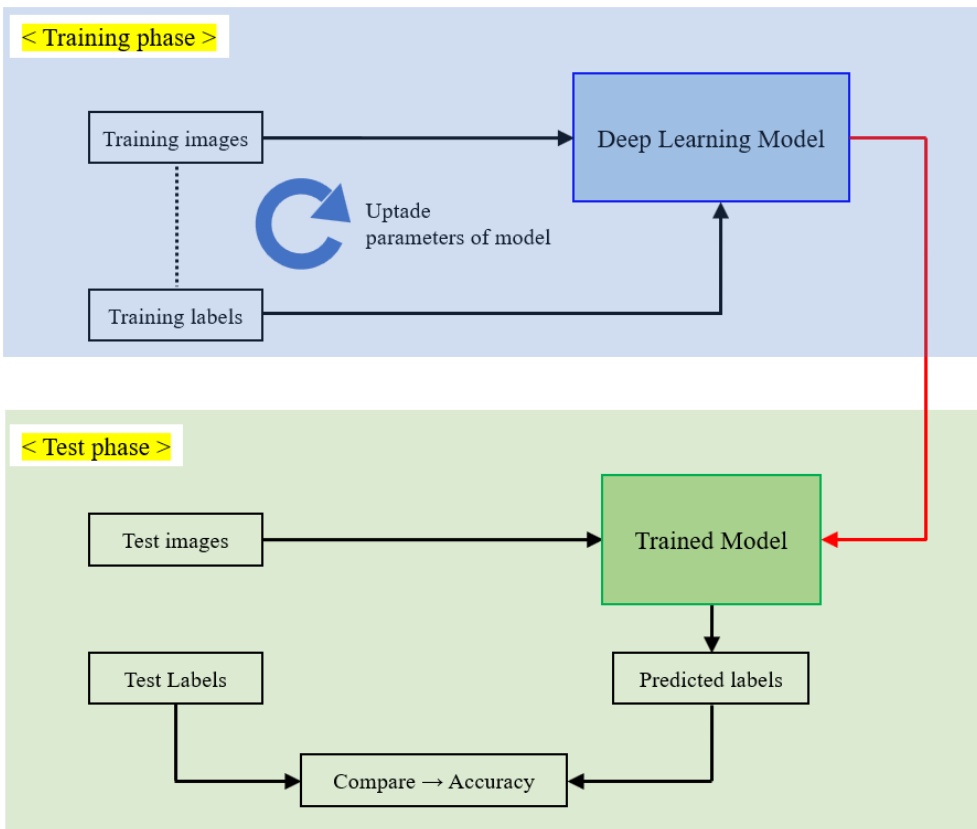 < Training phase >
Training images
Deep Learning Model
Uptade
parameters of model
Training labels
< Test phase >
Test images
Trained Model
Test Labels
Predicted labels
Compare → Accuracy